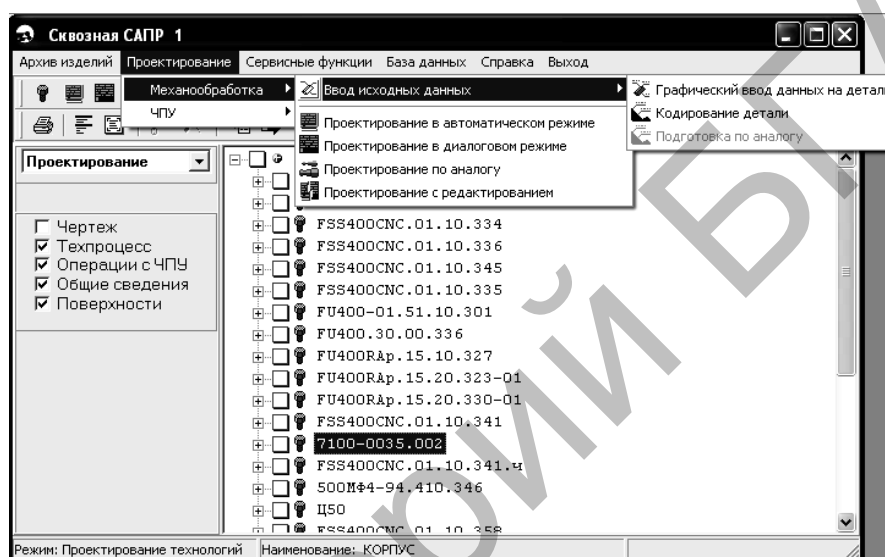 Сквозная САПР 1
Архив изделий Проектирование Сервисные функции База данных Справка Выход
Механообработка
ЧПУ
Ввод исходных данных
Проектирование в автоматическом режиме
Проектирование в диалоговом режиме
Проектирование по аналогу
Проектирование с редактированием
Графический ввод данных на детал
Кодирование детали
Подготовка по аналогу
Проектирование
Чертеж
Техпроцесс
Операции с ЧПУ
Общие сведения
Поверхности
FSS400CNC.01.10.334
FSS400CNC.01.10.336
FSS400CNC.01.10.345
FSS400CNC.01.10.335
FU400-01.51.10.301
FU400.30.00.336
FU400RAp.15.10.327
FU400RAp.15.20.323-01
FU400RAp.15.20.330-01
FSS400CNC.01.10.341
7100-0035.002
FSS400CNC.01.10.341.ч
500МФ4-94.410.346
Ц50
FSS400CNC.01.10.358
Режим: Проектирование технологий Наименование: КОРПУС